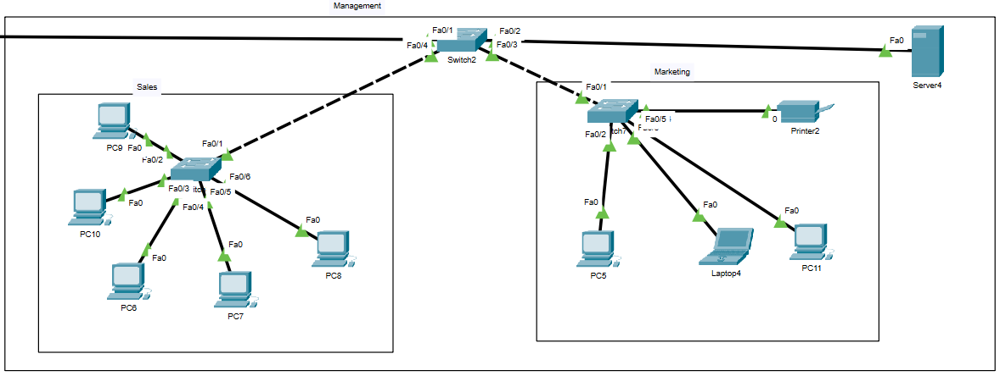 Management
Fa0/1
Fa0/2
Fa0/4
Fa0/3
Fa0
Switch2
Server4
Sales
Marketing
Fa0/1
Fa0/5
0
Printer2
Fa0/2
PC9
Fa0
Fa0/1
Fa0/2
Fa0/6
Fa0/3
Fa0/5
Fa0/4
Fa0
PC10
Fa0
Fa0
Fa0
PC8
PC6
PC7
Fa0
Fa0
Fa0
PC5
Laptop4
PC11